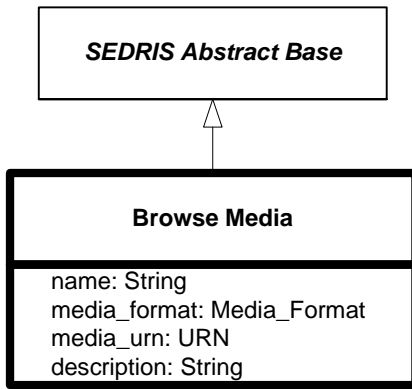 SEDRIS Abstract Base
Browse Media
name: String
media_format: Media_Format
media_urn: URN
description: String